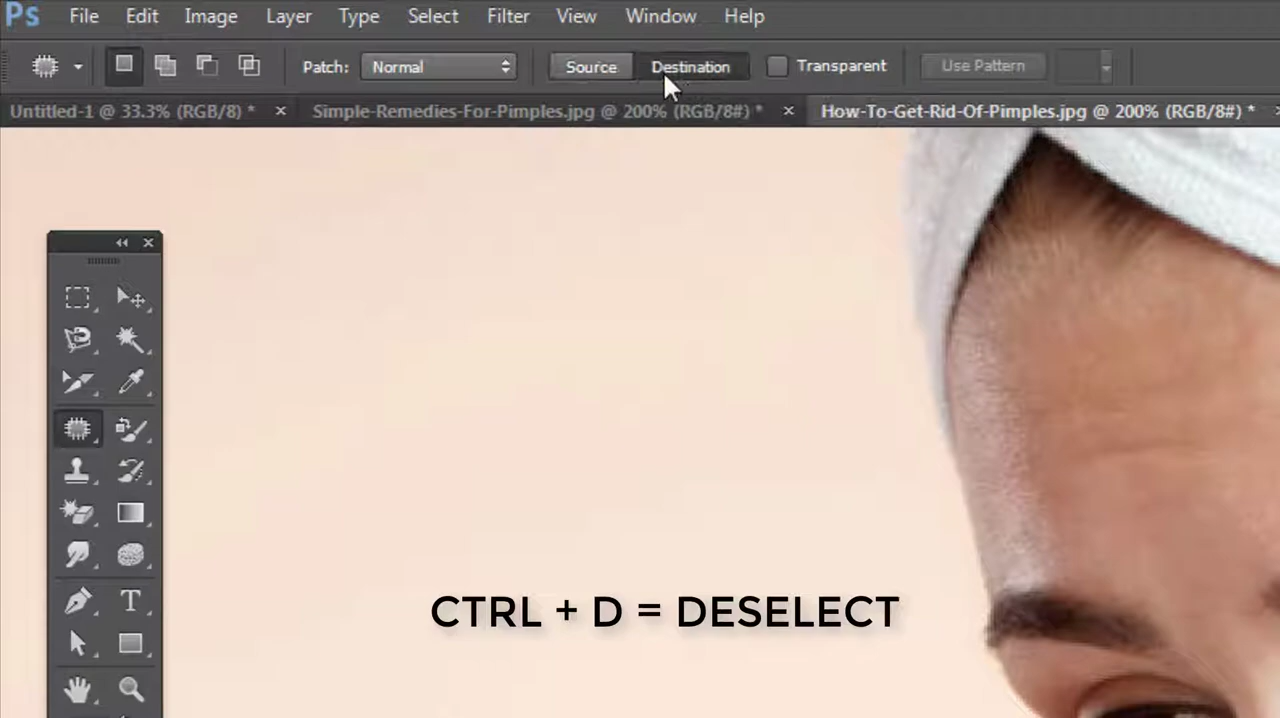 Ps File Edit Image Layer Type Select Filter View Window Help
Patch: Normal Source Destination Transparent Use Pattern
Untitled-1 @ 33.3% (RGB/8) * Simple-Remedies-For-Pimples.jpg @ 200% (RGB/8#) * How-To-Get-Rid-Of-Pimples.jpg @ 200% (RGB/8#) *
T
CTRL + D = DESELECT